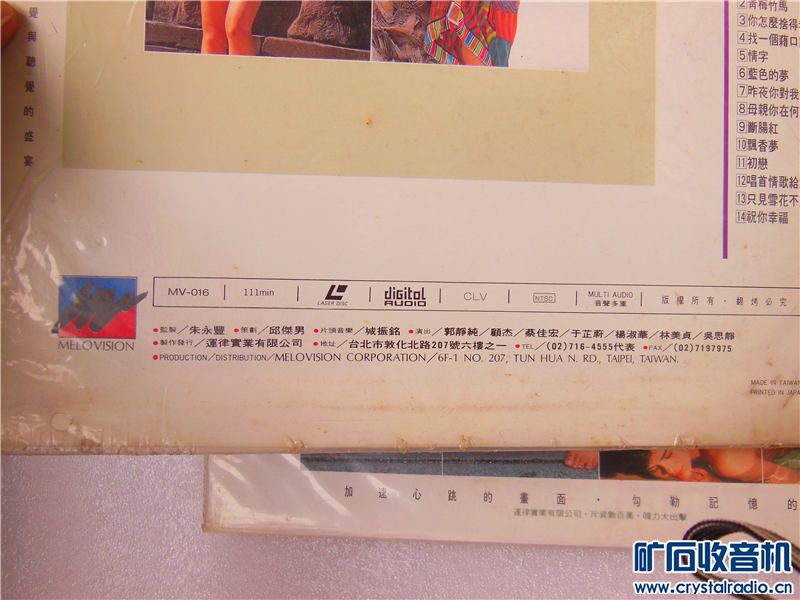 覺與聽覺的盛宴
2青梅竹馬
3你怎麼捨得
4找一個藉口
5情字
6藍色的夢
7昨夜你對我
8母親你在何
9斷腸紅
10飄香夢
11初戀
12唱首情歌給
13只見雪花不
14祝你幸福
MV-016 111min LASER DISC digital AUDIO CLV NTSC MULTI AUDIO 音聲多重 版權所有·翻烤必究
MELOVISION
●監製/朱永豐 ●策劃/邱傑男 ●片頭音樂/城振銘 ●演出/郭靜純/顧杰/蔡佳宏/于芷蔚/楊淑華/林美貞/吳思靜
●製作發行/運律實業有限公司 ●地址/台北市敦化北路207號六樓之一 ●TEL/(02)716-4555代表 ●FAX/(02)7197975
●PRODUCTION/DISTRIBUTION/MELOVISION CORPORATION/6F-1 NO. 207, TUN HUA N. RD., TAIPEI, TAIWAN.
MADE IN TAIWAN
PRINTED IN JAPA
加速心跳的畫面·勾勒記憶的
運律實業有限公司·斥資數百萬·魄力大出擊
矿石收音机
www.crystalradio.cn